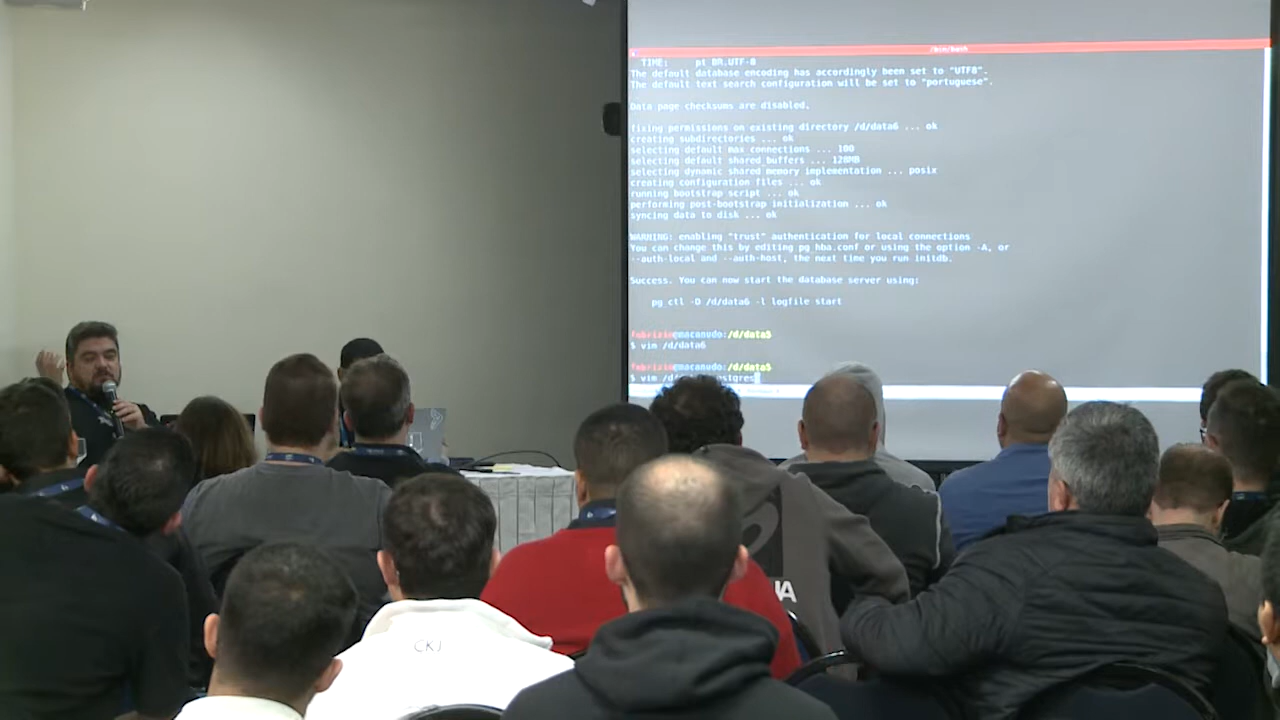 /bin/bash
TIME: pt_BR.UTF-8
The default database encoding has accordingly been set to "UTF8".
The default text search configuration will be set to "portuguese".
Data page checksums are disabled.
fixing permissions on existing directory /d/data6 ... ok
creating subdirectories ... ok
selecting default max_connections ... 100
selecting default shared_buffers ... 128MB
selecting dynamic shared memory implementation ... posix
creating configuration files ... ok
running bootstrap script ... ok
performing post-bootstrap initialization ... ok
syncing data to disk ... ok
WARNING: enabling "trust" authentication for local connections
You can change this by editing pg_hba.conf or using the option -A, or
--auth-local and --auth-host, the next time you run initdb.
Success. You can now start the database server using:
pg_ctl -D /d/data6 -l logfile start
fabrizio@macanudo:/d/data5
$ vim /d/data6
fabrizio@macanudo:/d/data5
$ vim /d/ postgres
CKJ